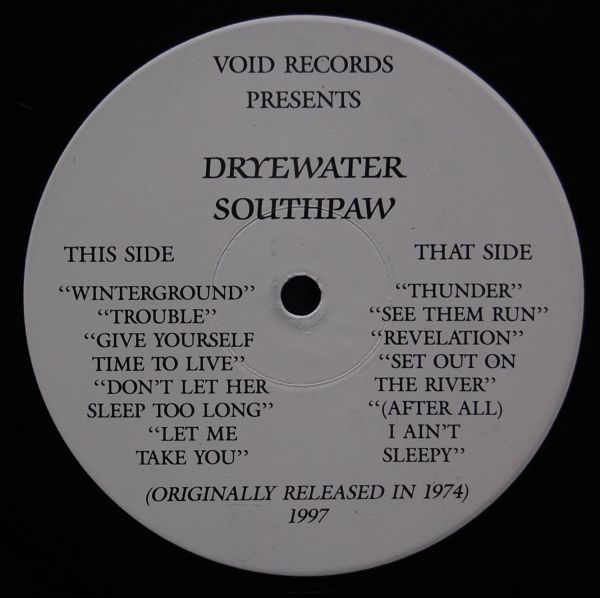 VOID RECORDS
PRESENTS
DRYEWATER
SOUTHPAW
THIS SIDE
“WINTERGROUND”
“TROUBLE”
“GIVE YOURSELF
TIME TO LIVE”
“DON'T LET HER
SLEEP TOO LONG”
“LET ME
TAKE YOU”
THAT SIDE
“THUNDER”
“SEE THEM RUN”
“REVELATION”
“SET OUT ON
THE RIVER”
“(AFTER ALL)
I AIN'T
SLEEPY”
(ORIGINALLY RELEASED IN 1974)
1997